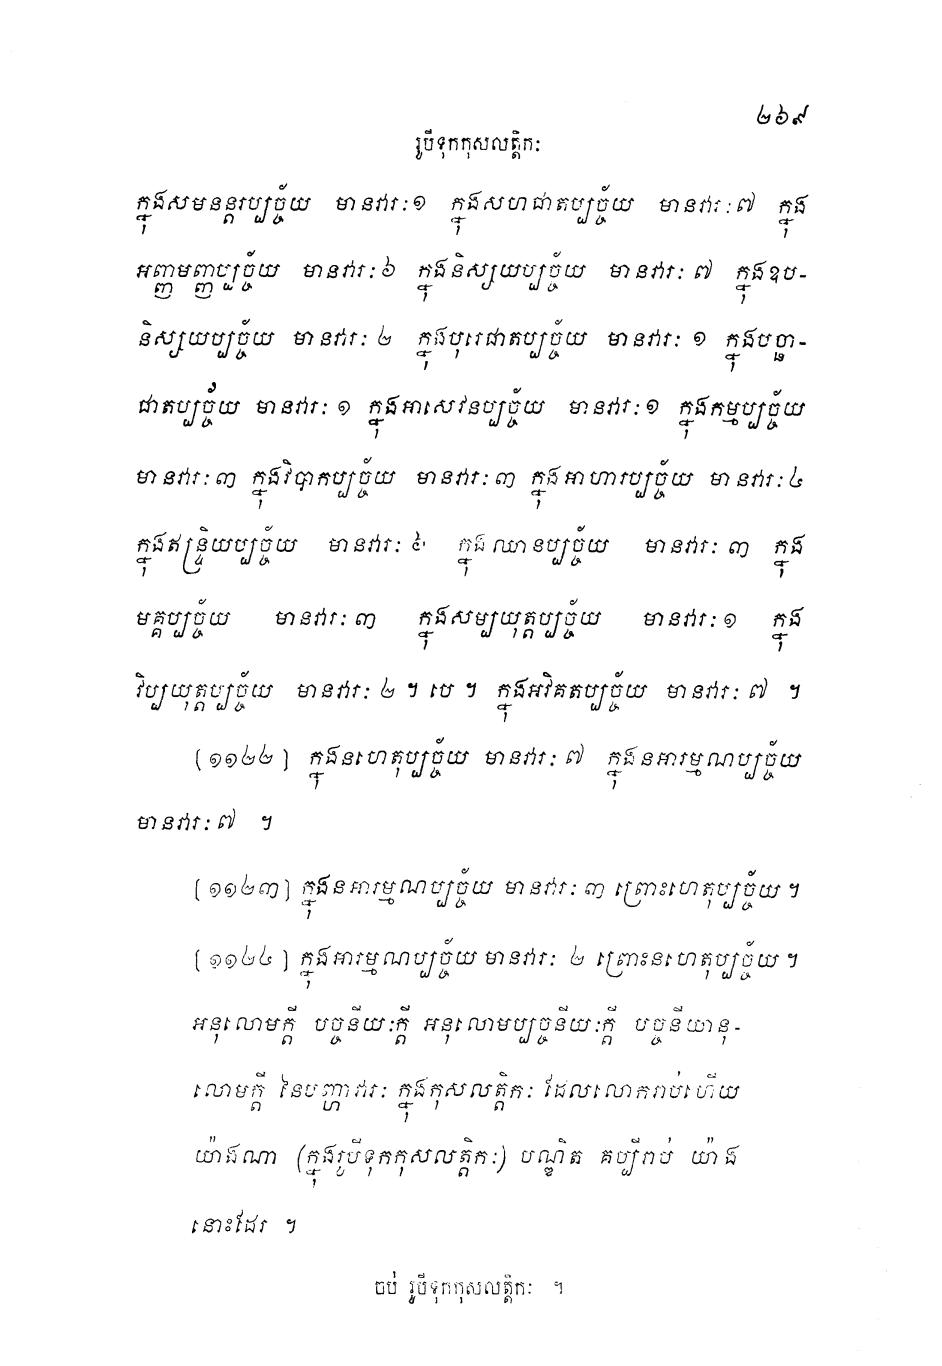 ២៦៩
រូបីទុកកុសលត្តិកៈ
ក្នុងសមនន្តរប្បច្ច័យ មានវារៈ១ ក្នុងសហជាតប្បច្ច័យ មានវារៈ៧ ក្នុង
អញ្ញមញ្ញប្បច្ច័យ មានវារៈ៦ ក្នុងនិស្សយប្បច្ច័យ មានវារៈ ៧ ក្នុងឧប-
និស្សយប្បច្ច័យ មានវារៈ ២ ក្នុងបុរេជាតប្បច្ច័យ មានវារៈ ១ ក្នុងបច្ឆា-
ជាតប្បច្ច័យ មានវារៈ ១ ក្នុងអាសេវនប្បច្ច័យ មានវារៈ១ ក្នុងកម្មប្បច្ច័យ
មានវារៈ៣ ក្នុងវិបាកប្បច្ច័យ មានវារៈ៣ ក្នុងអាហារប្បច្ច័យ មានវារៈ៤
ក្នុងឥន្ទ្រិយប្បច្ច័យ មានវារៈ ក្នុងឈានប្បច្ច័យ មានវារៈ ៣ ក្នុង
មគ្គប្បច្ច័យ មានវារៈ៣ ក្នុងសម្បយុត្តប្បច្ច័យ មានវារៈ១ ក្នុង
វិប្បយុត្តប្បច្ច័យ មានវារៈ ២ ។ បេ ។ ក្នុងអវិគតប្បច្ច័យ មានវារៈ ៧ ។
[១១២២] ក្នុងនហេតុប្បច្ច័យ មានវារៈ ៧ ក្នុងនអារម្មណប្បច្ច័យ
មានវារៈ៧ ។
[១១២៣] ក្នុងនអារម្មណប្បច្ច័យ មានវារៈ ៣ ព្រោះហេតុប្បច្ច័យ ។
[១១២៤] ក្នុងអារម្មណប្បច្ច័យ មានវារៈ ២ ព្រោះនហេតុប្បច្ច័យ ។
អនុលោមក្តី បច្ចនីយៈក្តី អនុលោមប្បច្ចនីយៈក្តី បច្ចនីយានុ-
លោមក្តី នៃបញ្ហាវារៈ ក្នុងកុសលត្តិកៈ ដែលលោករាប់ហើយ
យ៉ាងណា (ក្នុងរូបីទុកកុសលត្តិកៈ) បណ្ឌិត គប្បីរាប់ យ៉ាង
នោះដែរ ។
ចប់ រូបីទុកកុសលត្តិកៈ ។